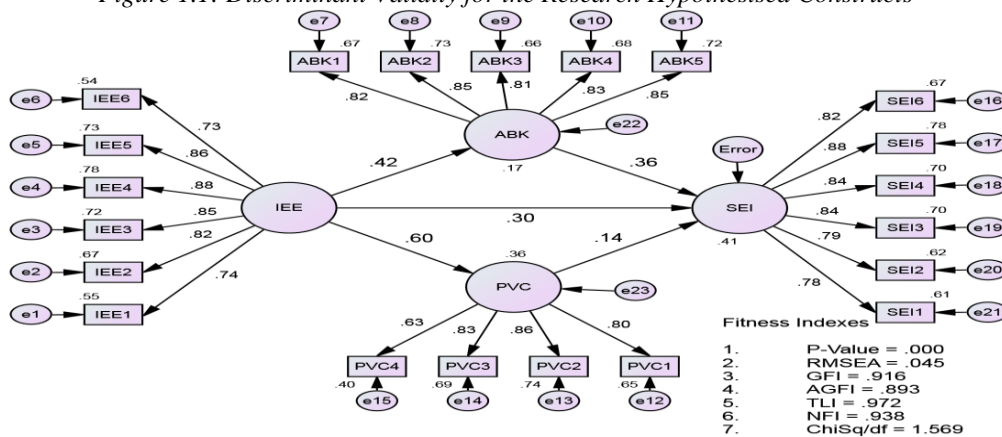 Figure 1.1: Discriminant Validity for the Research Hypothesised Constructs
e7 e8 e9 e10 e11
.67 .73 .66 .68 .72
ABK1 ABK2 ABK3 ABK4 ABK5
.82 .85 .81 .83 .85
ABK
e22
.17
.54
e6 IEE6
.73
.73
e5 IEE5
.86
.78
e4 IEE4
.88
.72
e3 IEE3
.85
.67
e2 IEE2
.82
.55
e1 IEE1
.74
IEE
.42
.36
.30
.60
.14
Error
SEI
.41
.67
.82
SEI6 e16
.78
.88
SEI5 e17
.70
.84
SEI4 e18
.70
.84
SEI3 e19
.62
.79
SEI2 e20
.61
.78
SEI1 e21
.36
PVC
e23
.63 .83 .86 .80
PVC4 PVC3 PVC2 PVC1
.40 .69 .74 .65
e15 e14 e13 e12
Fitness Indexes
1. P-Value = .000
2. RMSEA = .045
3. GFI = .916
4. AGFI = .893
5. TLI = .972
6. NFI = .938
7. ChiSq/df = 1.569